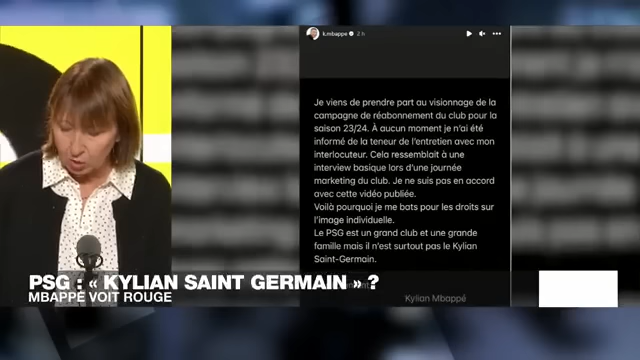 k.mbappe 2 h
Je viens de prendre part au visionnage de la
campagne de réabonnement du club pour la
saison 23/24. À aucun moment je n'ai été
informé de la teneur de l'entretien avec mon
interlocuteur. Cela ressemblait à une
interview basique lors d'une journée
marketing du club. Je ne suis pas en accord
avec cette vidéo publiée.
Voilà pourquoi je me bats pour les droits sur
l'image individuelle.
Le PSG est un grand club et une grande
famille mais il n'est surtout pas le Kylian
Saint-Germain.
PSG : « KYLIAN SAINT GERMAIN » ?
MBAPPÉ VOIT ROUGE
Kylian Mbappé